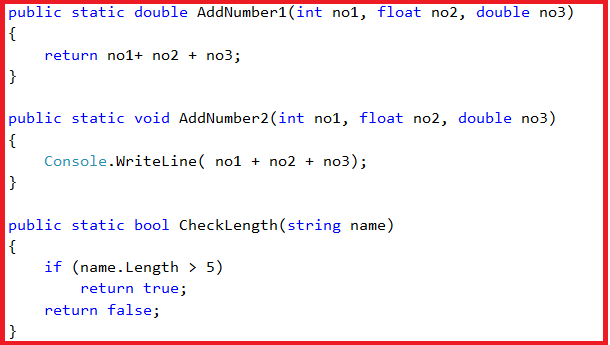 public static double AddNumber1(int no1, float no2, double no3)
{
    return no1+ no2 + no3;
}

public static void AddNumber2(int no1, float no2, double no3)
{
    Console.WriteLine( no1 + no2 + no3);
}

public static bool CheckLength(string name)
{
    if (name.Length > 5)
        return true;
    return false;
}